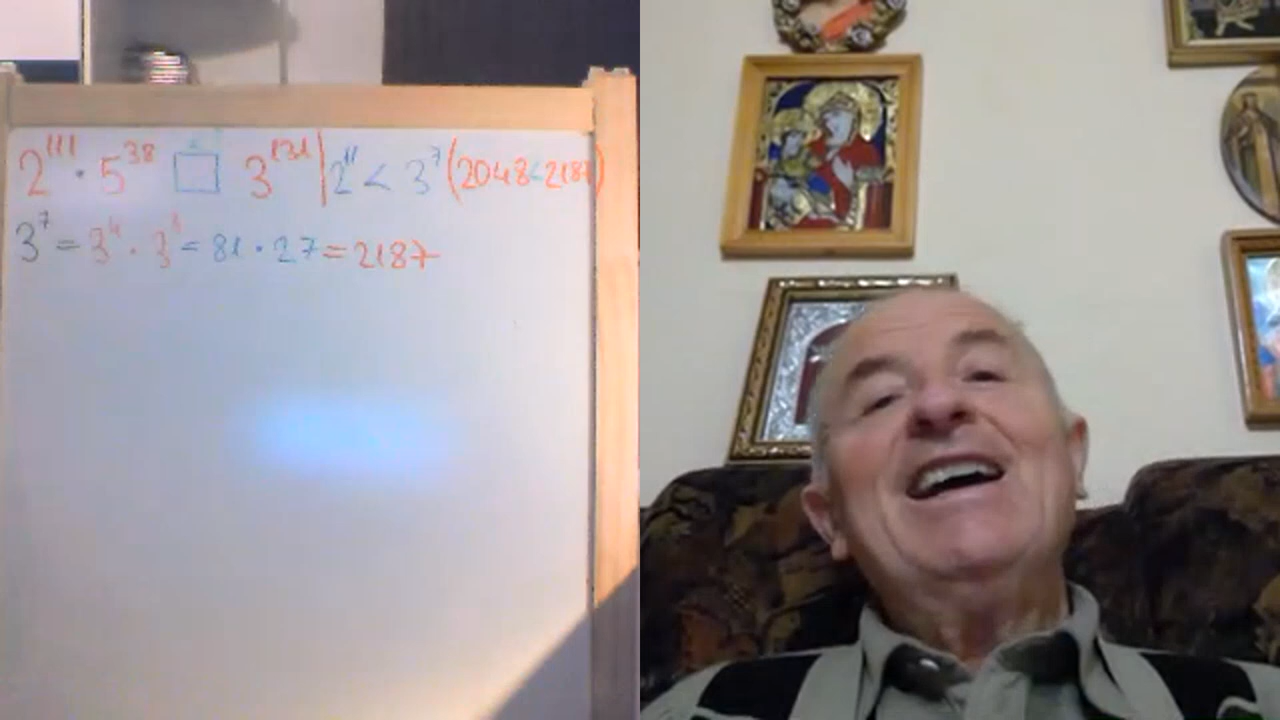 2¹¹¹ · 5³⁸ □ 3¹³¹ | 2¹¹ < 3⁷ (2048 < 2187)
3⁷ = 3⁴ · 3³ = 81 · 27 = 2187